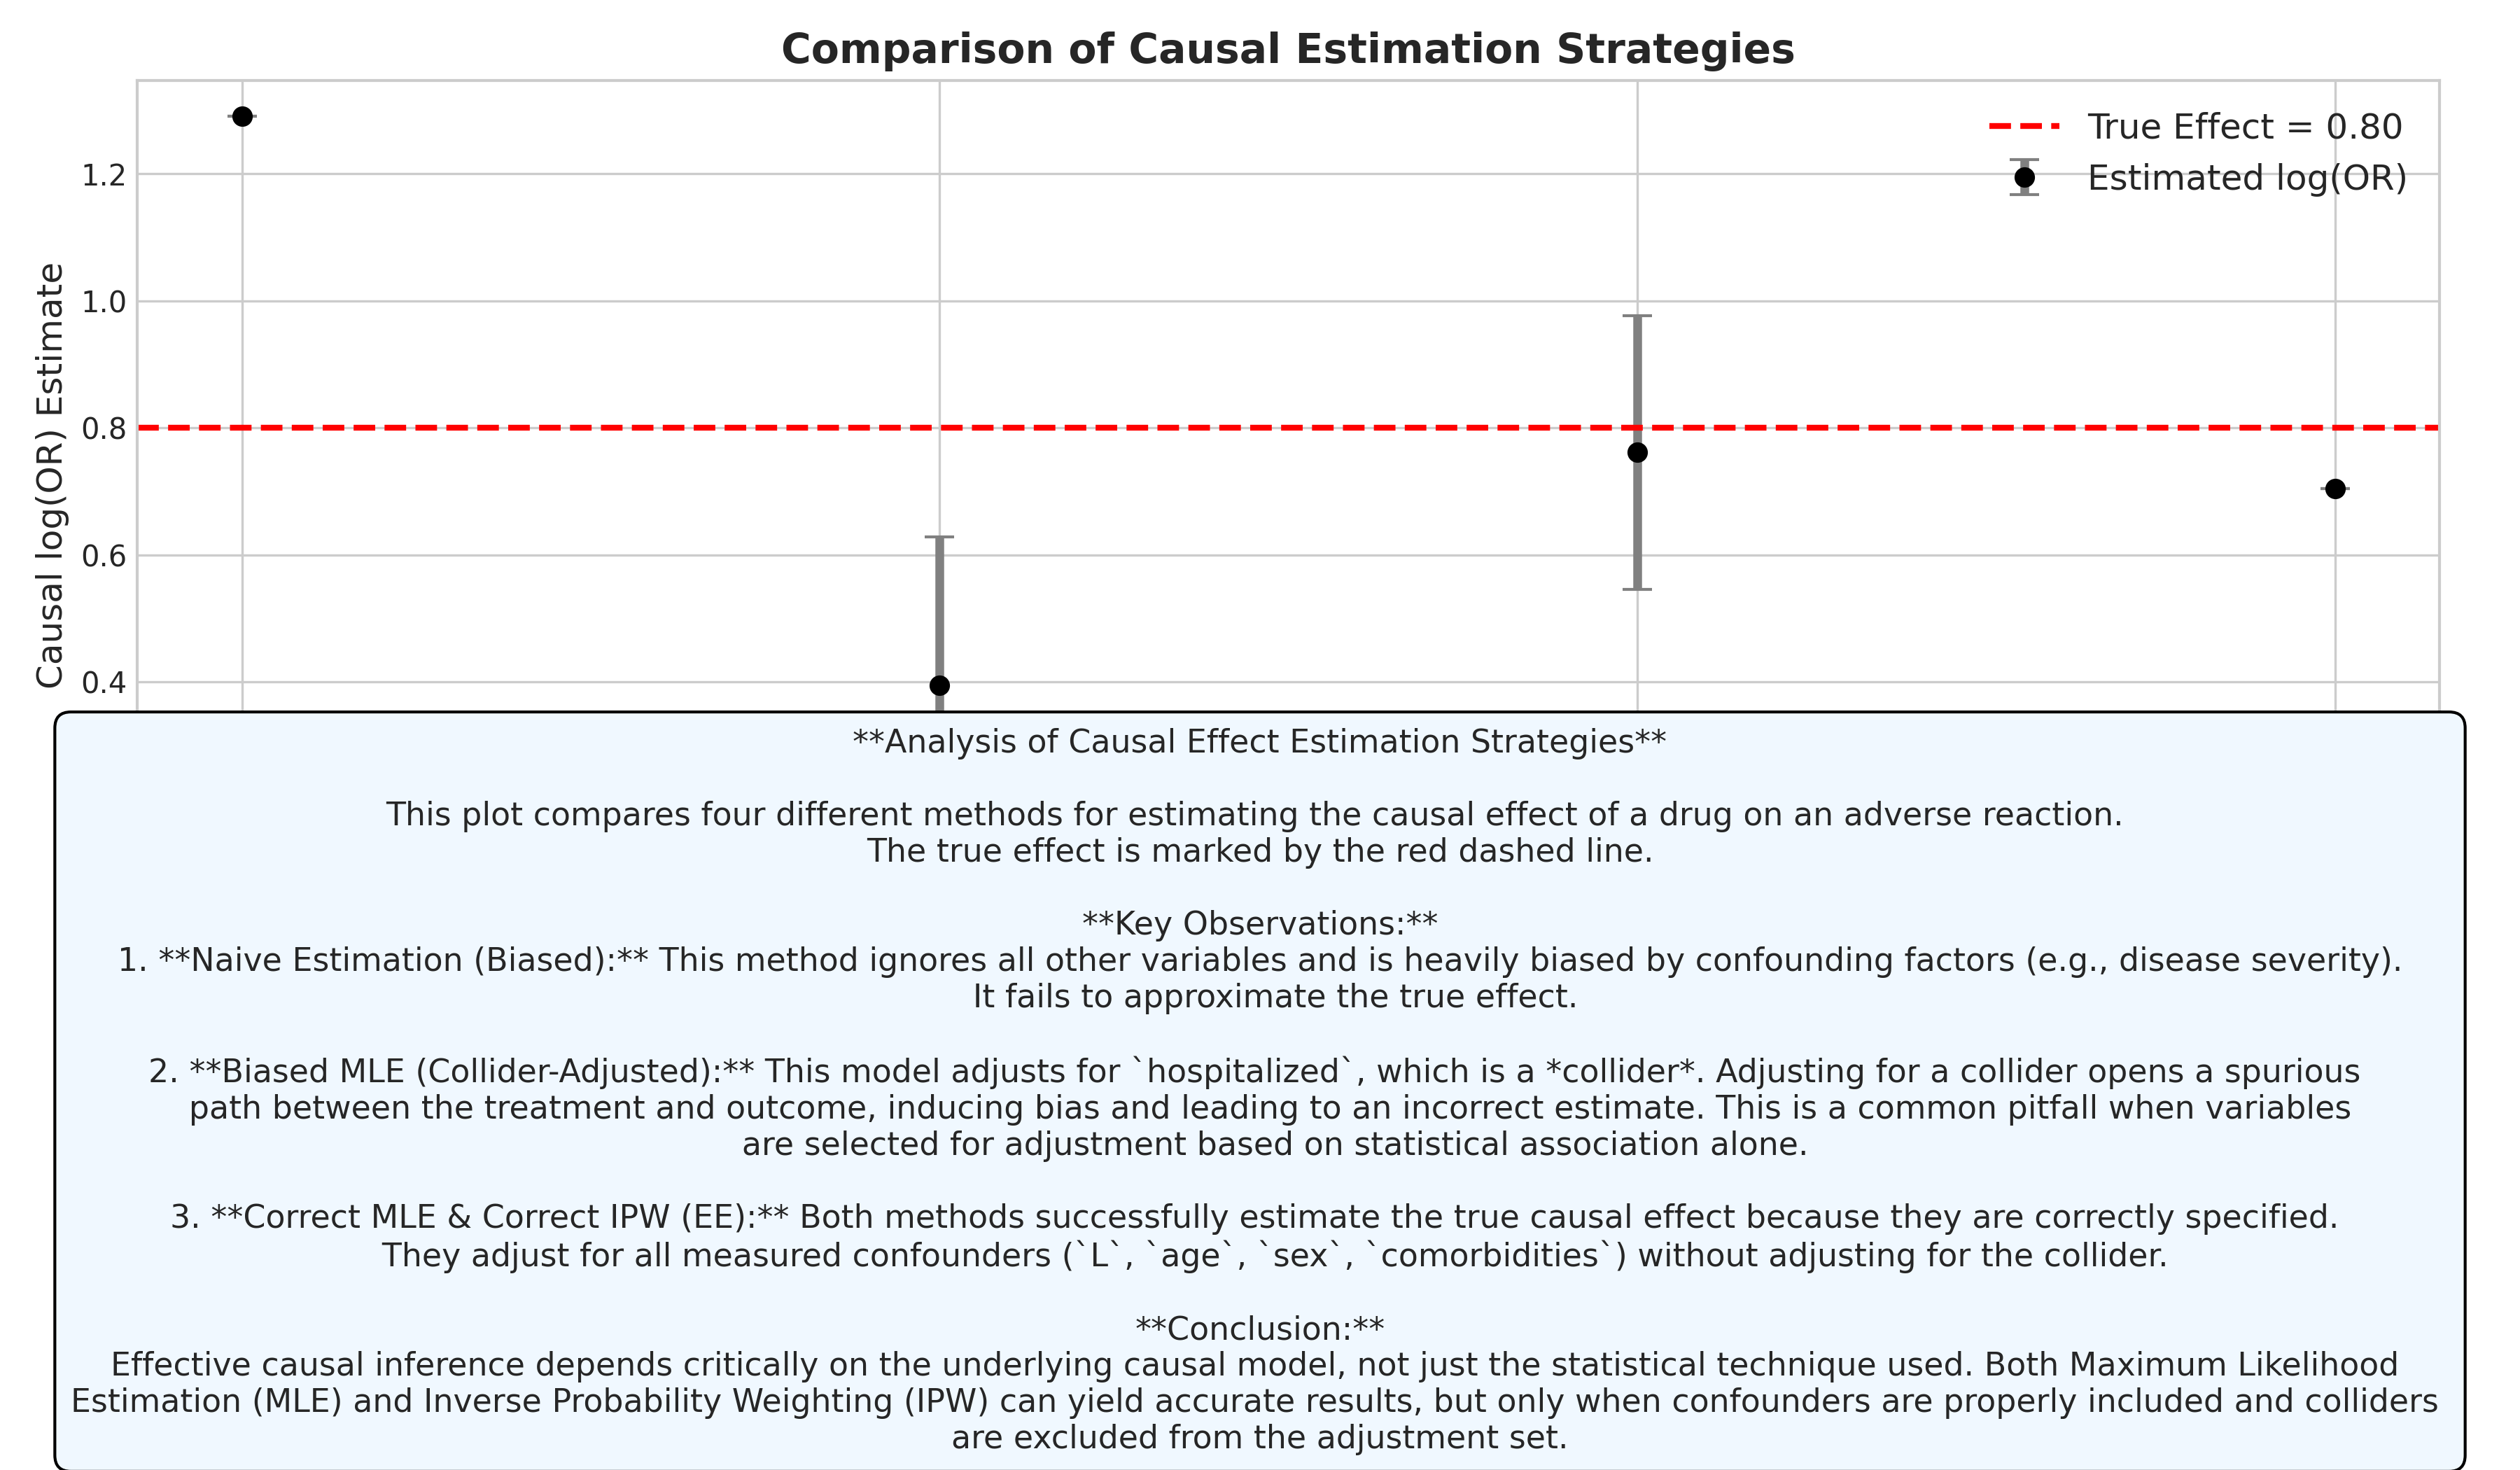 Comparison of Causal Estimation Strategies
True Effect = 0.80
Estimated log(OR)
Causal log(OR) Estimate
1.2
1.0
0.8
0.6
0.4
**Analysis of Causal Effect Estimation Strategies**
This plot compares four different methods for estimating the causal effect of a drug on an adverse reaction.
The true effect is marked by the red dashed line.
**Key Observations:**
1. **Naive Estimation (Biased):** This method ignores all other variables and is heavily biased by confounding factors (e.g., disease severity).
It fails to approximate the true effect.
2. **Biased MLE (Collider-Adjusted):** This model adjusts for `hospitalized`, which is a *collider*. Adjusting for a collider opens a spurious
path between the treatment and outcome, inducing bias and leading to an incorrect estimate. This is a common pitfall when variables
are selected for adjustment based on statistical association alone.
3. **Correct MLE & Correct IPW (EE):** Both methods successfully estimate the true causal effect because they are correctly specified.
They adjust for all measured confounders (`L`, `age`, `sex`, `comorbidities`) without adjusting for the collider.
**Conclusion:**
Effective causal inference depends critically on the underlying causal model, not just the statistical technique used. Both Maximum Likelihood
Estimation (MLE) and Inverse Probability Weighting (IPW) can yield accurate results, but only when confounders are properly included and colliders
are excluded from the adjustment set.